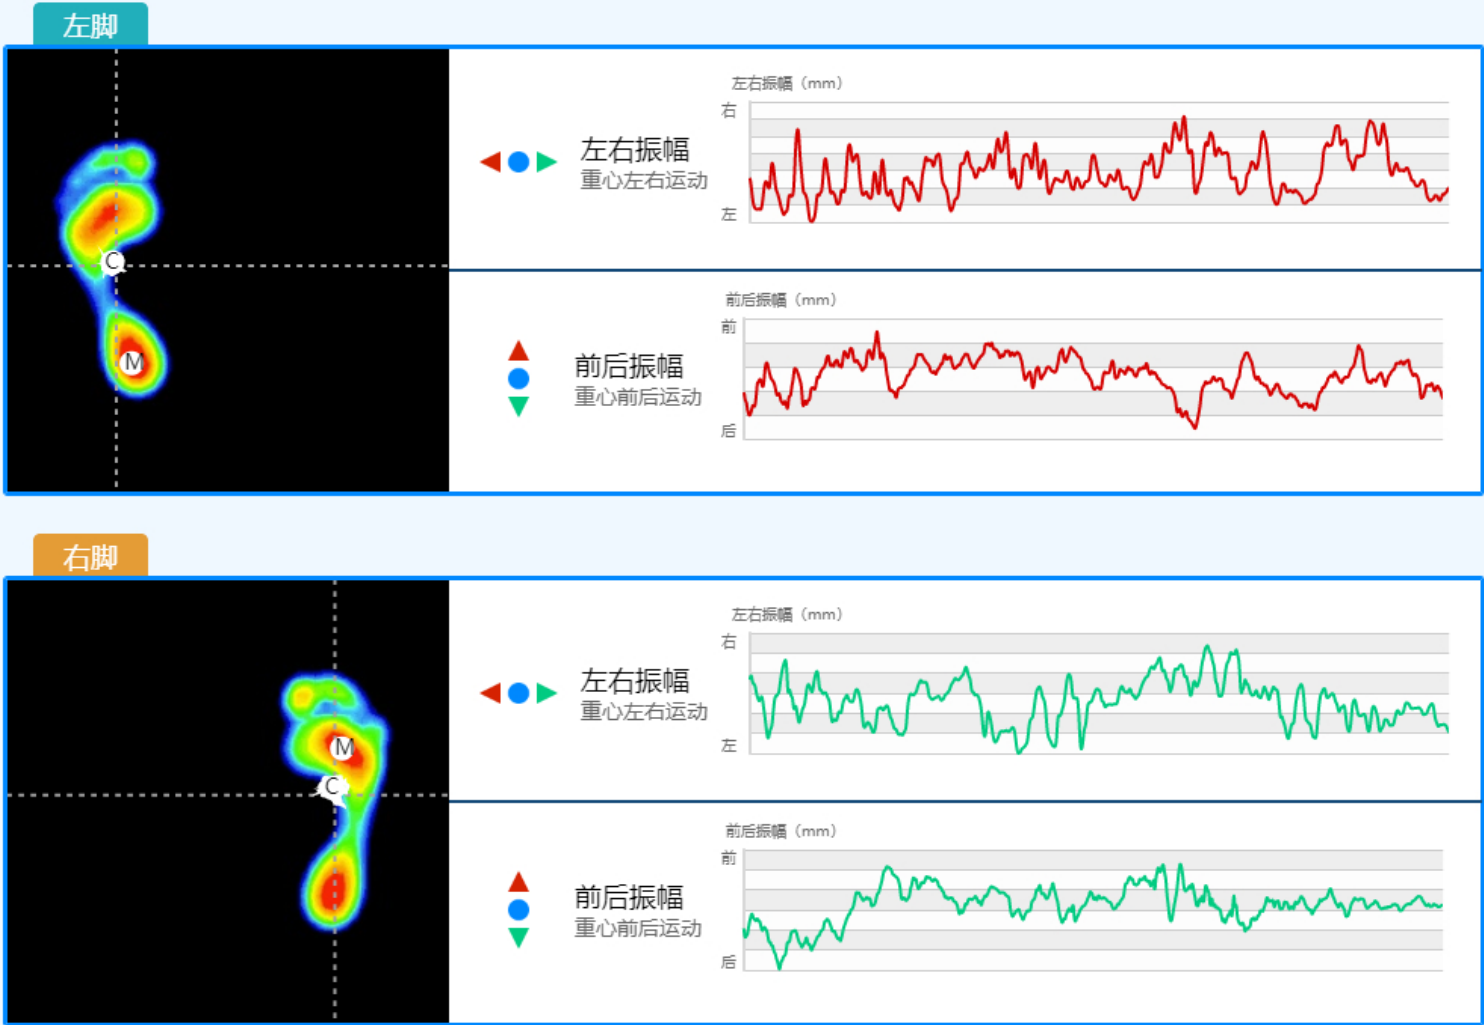 左脚
左右振幅（mm）
右
左右振幅
重心左右运动
左
C
前后振幅（mm）
前
前后振幅
重心前后运动
后
M
右脚
左右振幅（mm）
右
左右振幅
重心左右运动
左
M
C
前后振幅（mm）
前
前后振幅
重心前后运动
后